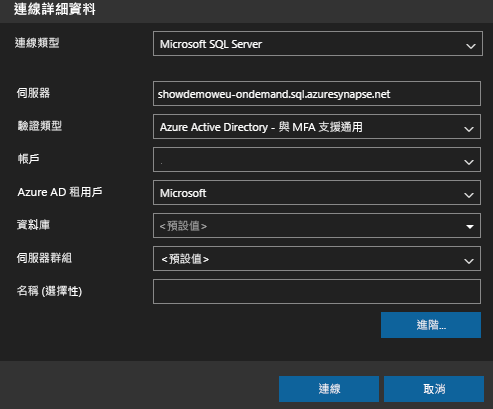 連線詳細資料
連線類型 Microsoft SQL Server
伺服器 showdemoweu-ondemand.sql.azuresynapse.net
驗證類型 Azure Active Directory - 與 MFA 支援通用
帳戶
Azure AD 租用戶 Microsoft
資料庫 <預設值>
伺服器群組 <預設值>
名稱 (選擇性)
進階...
連線 取消